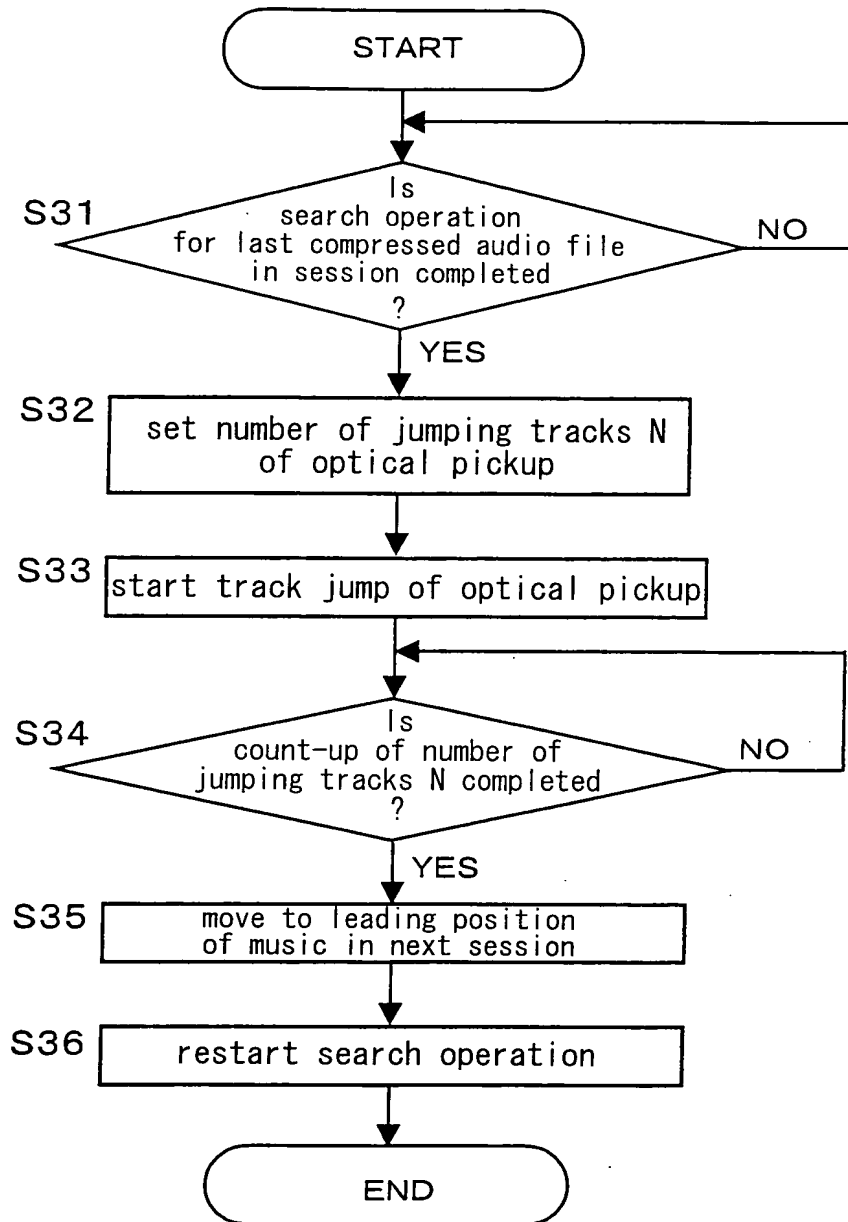 START
S31
Is
search operation
for last compressed audio file
in session completed
?
NO
YES
S32
set number of jumping tracks N
of optical pickup
S33
start track jump of optical pickup
S34
Is
count-up of number of
jumping tracks N completed
?
NO
YES
S35
move to leading position
of music in next session
S36
restart search operation
END